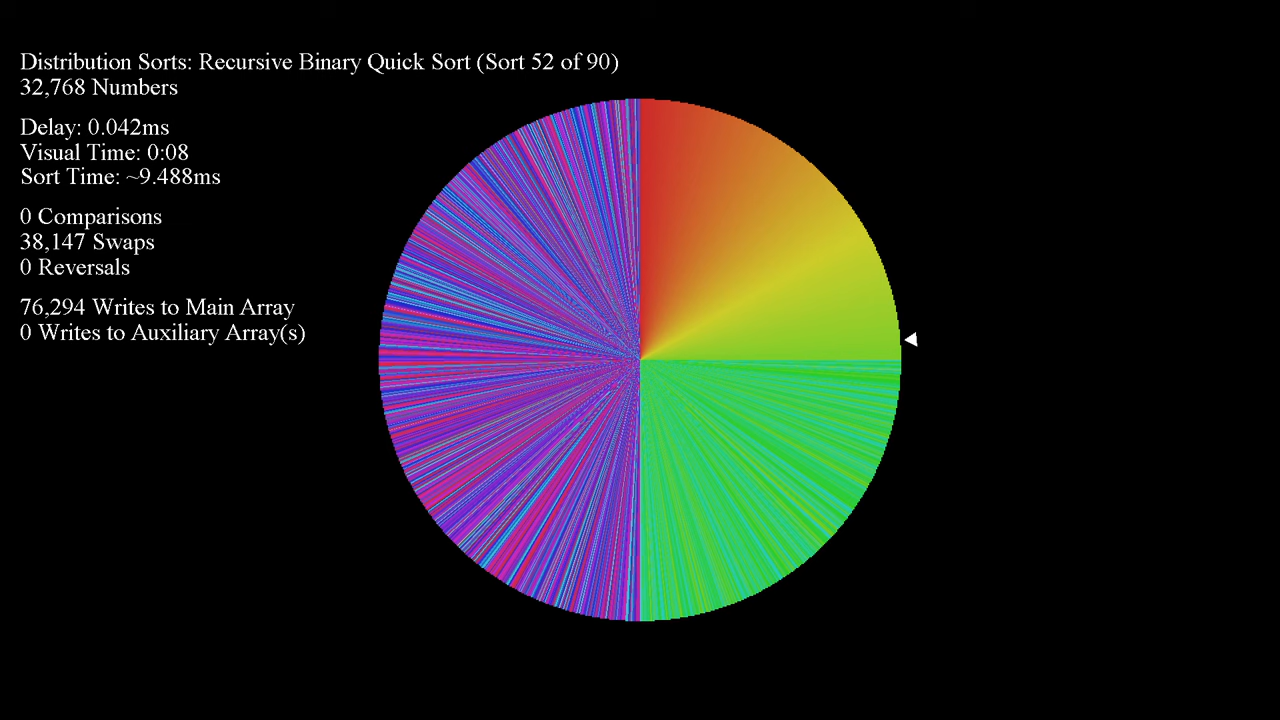 Distribution Sorts: Recursive Binary Quick Sort (Sort 52 of 90)
32,768 Numbers
Delay: 0.042ms
Visual Time: 0:08
Sort Time: ~9.488ms
0 Comparisons
38,147 Swaps
0 Reversals
76,294 Writes to Main Array
0 Writes to Auxiliary Array(s)